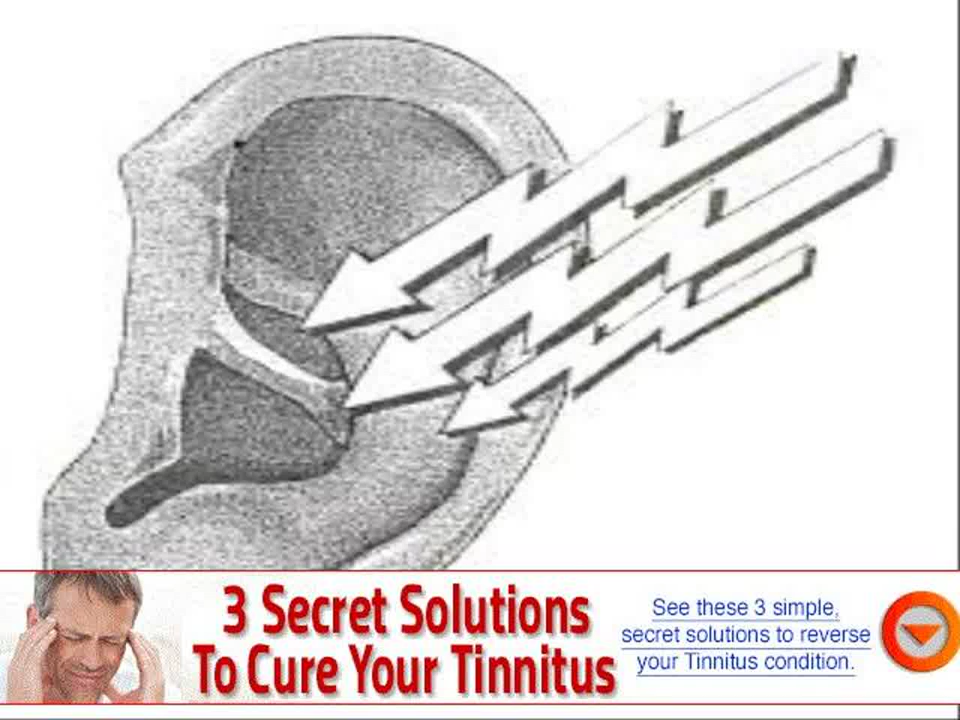 3 Secret Solutions
To Cure Your Tinnitus
See these 3 simple,
secret solutions to reverse
your Tinnitus condition.